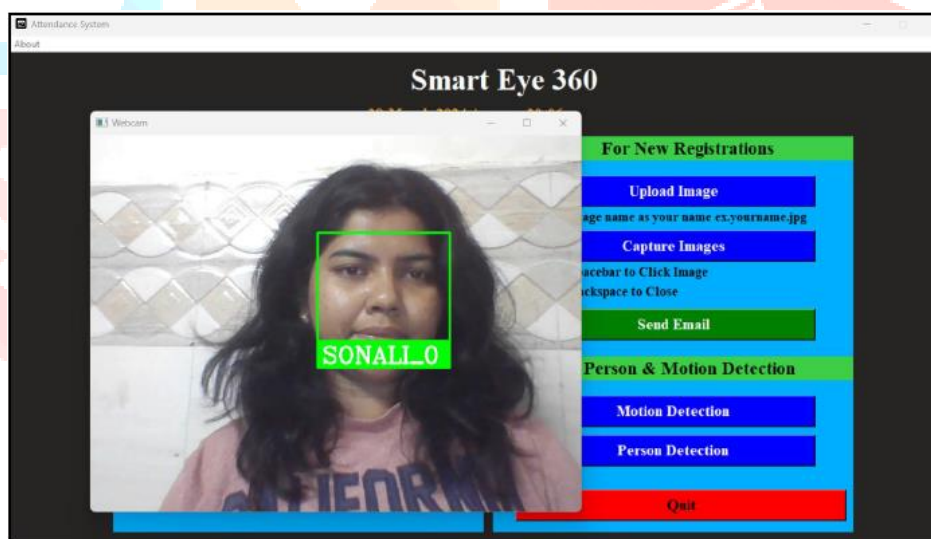 Attendance System
About
Smart Eye 360
Webcam
SONALI_0
CALIFORNI
For New Registrations
Upload Image
age name as your name ex.yourname.jpg
Capture Images
acebar to Click Image
ckspace to Close
Send Email
Person & Motion Detection
Motion Detection
Person Detection
Quit